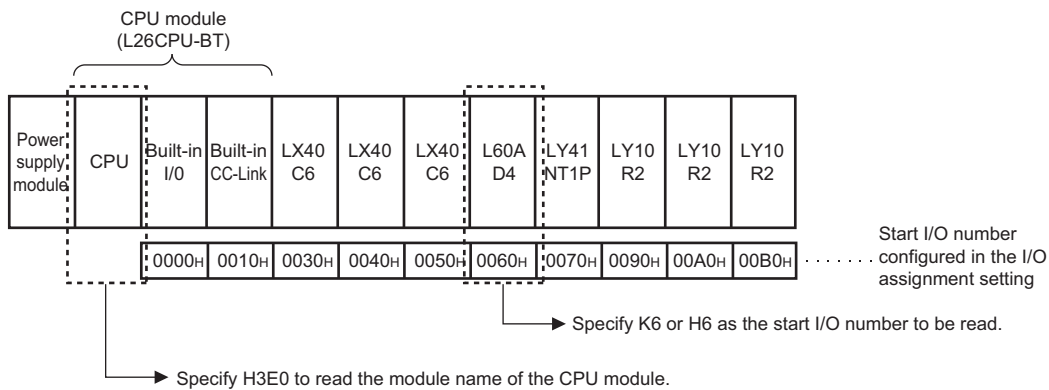 CPU module
(L26CPU-BT)
Power
supply
module
CPU
Built-in
I/0
Built-in
CC-Link
LX40
C6
LX40
C6
LX40
C6
L60A
D4
LY41
NT1P
LY10
R2
LY10
R2
LY10
R2
0000H 0010H 0030H 0040H 0050H 0060H 0070H 0090H 00A0H 00B0H
Start I/O number
configured in the I/O
assignment setting
Specify K6 or H6 as the start I/O number to be read.
Specify H3E0 to read the module name of the CPU module.